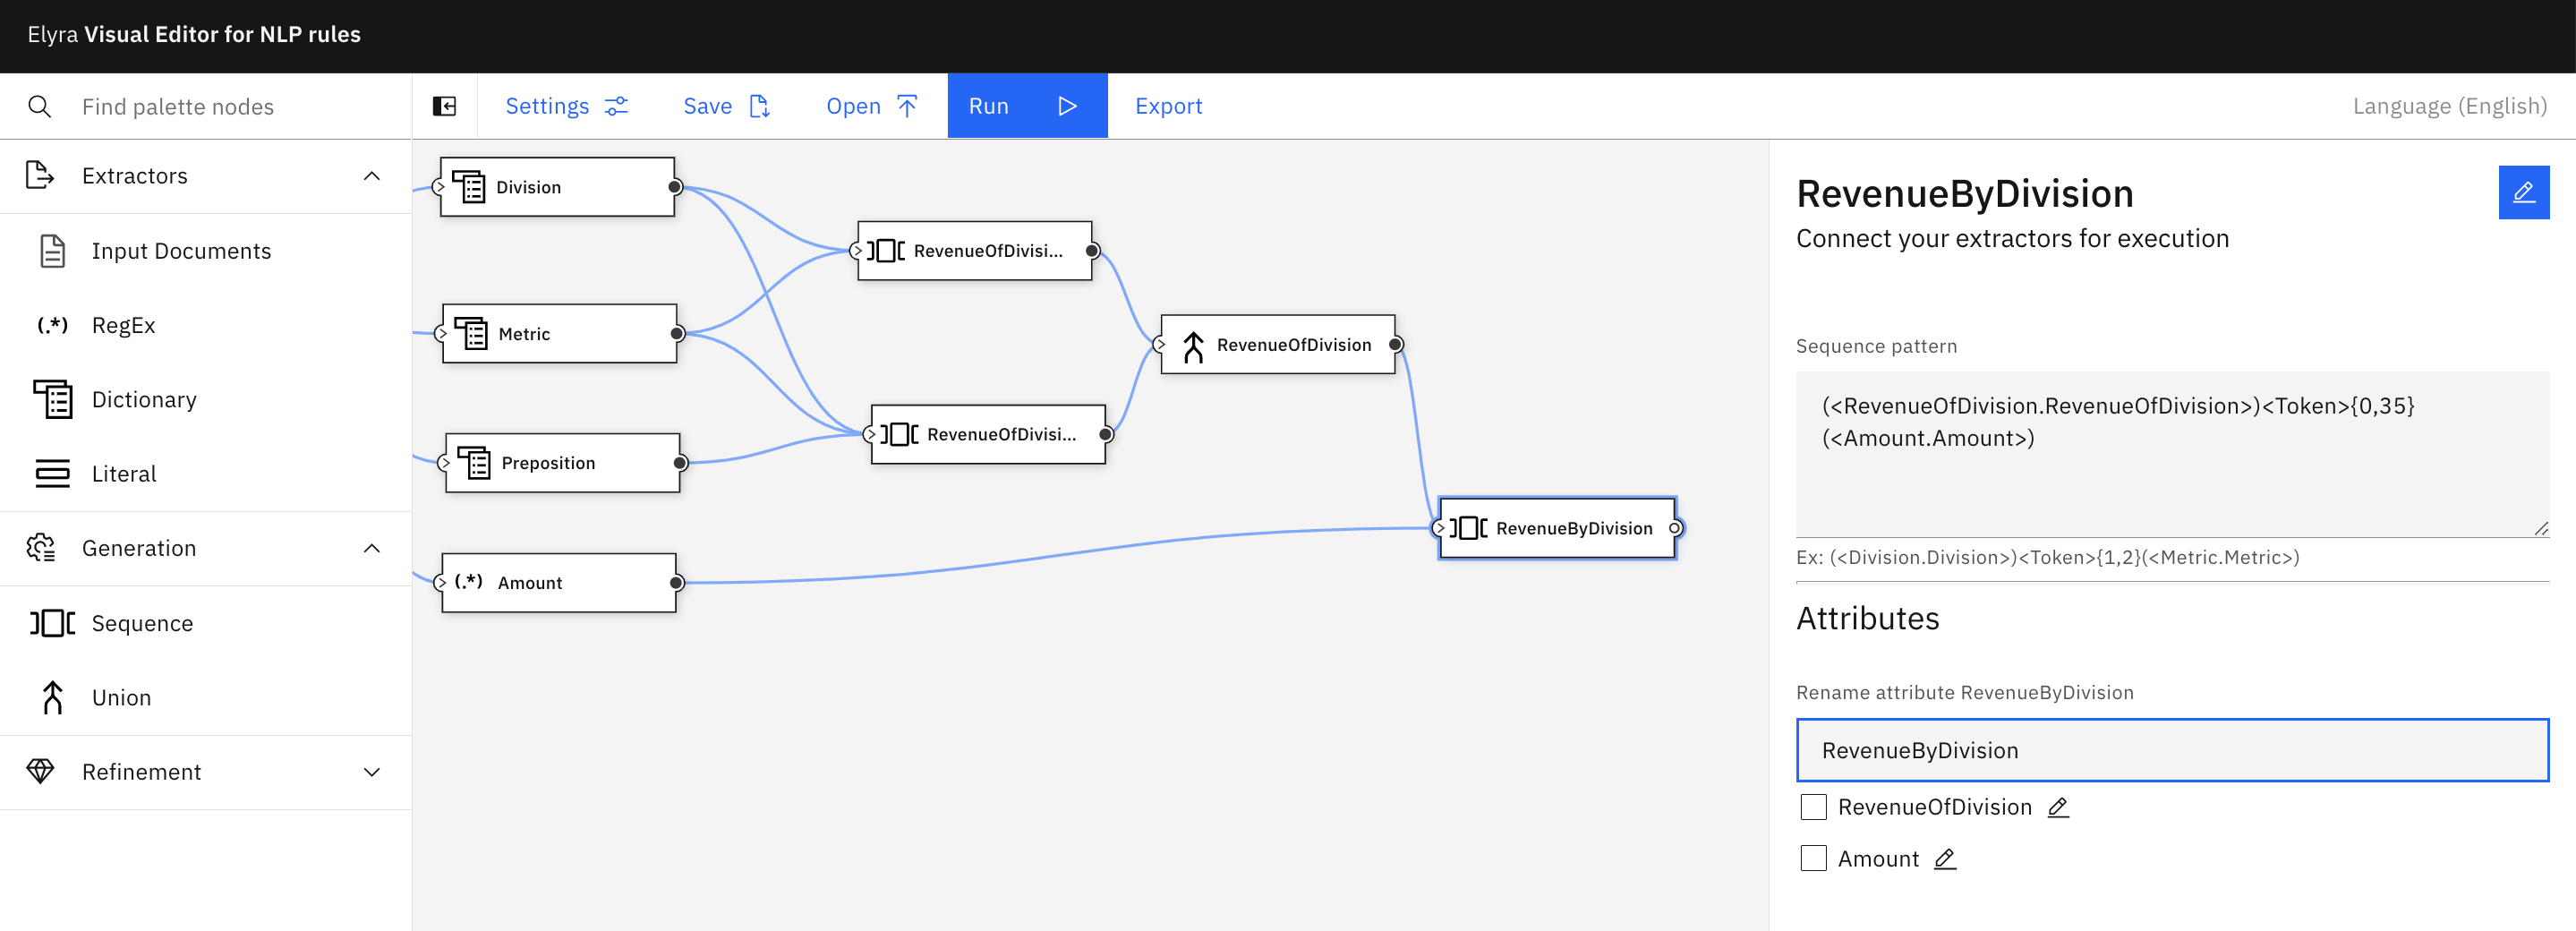 Elyra Visual Editor for NLP rules
Find palette nodes
Settings
Save
Open
Run
Export
Language (English)
Extractors
Input Documents
(.*) RegEx
Dictionary
Literal
Generation
Sequence
Union
Refinement
Division
Metric
Preposition
(.*) Amount
RevenueOfDivisi...
RevenueOfDivisi...
RevenueOfDivision
RevenueByDivision
RevenueByDivision
Connect your extractors for execution
Sequence pattern
(<RevenueOfDivision.RevenueOfDivision>)<Token>{0,35}
(<Amount.Amount>)
Ex: (<Division.Division>)<Token>{1,2}(<Metric.Metric>)
Attributes
Rename attribute RevenueByDivision
RevenueByDivision
RevenueOfDivision
Amount